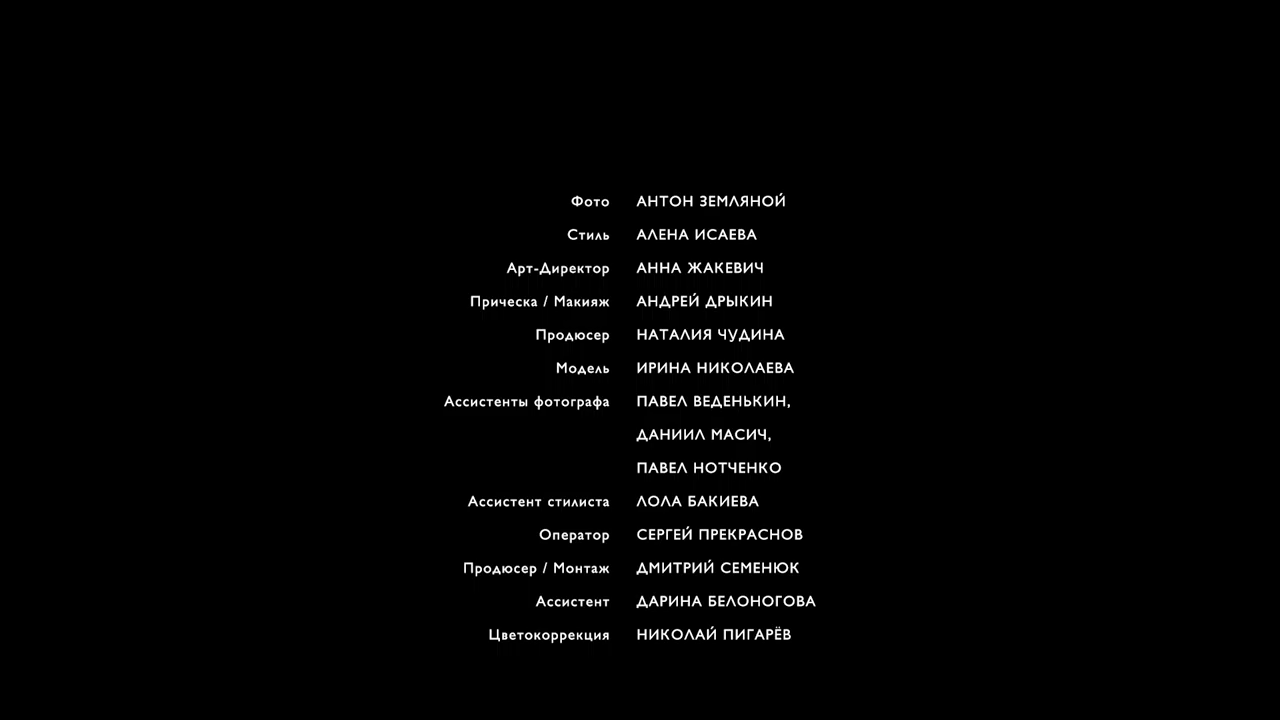 Фото АНТОН ЗЕМЛЯНОЙ
Стиль АЛЕНА ИСАЕВА
Арт-Директор АННА ЖАКЕВИЧ
Прическа / Макияж АНДРЕЙ ДРЫКИН
Продюсер НАТАЛИЯ ЧУДИНА
Модель ИРИНА НИКОЛАЕВА
Ассистенты фотографа ПАВЕЛ ВЕДЕНЬКИН,
ДАНИИЛ МАСИЧ,
ПАВЕЛ НОТЧЕНКО
Ассистент стилиста ЛОЛА БАКИЕВА
Оператор СЕРГЕЙ ПРЕКРАСНОВ
Продюсер / Монтаж ДМИТРИЙ СЕМЕНЮК
Ассистент ДАРИНА БЕЛОНОГОВА
Цветокоррекция НИКОЛАЙ ПИГАРЁВ